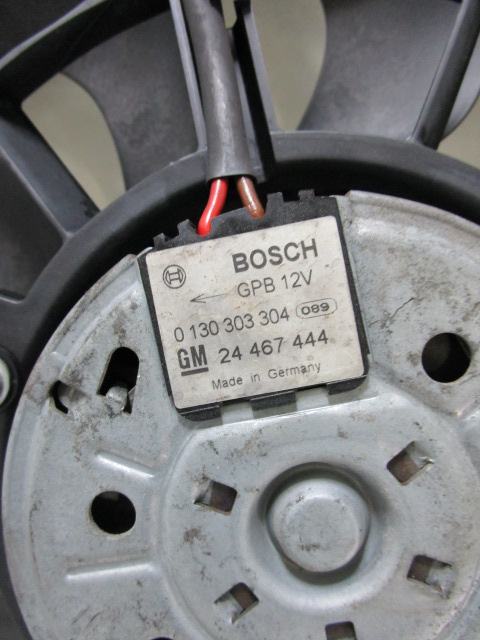 BOSCH
GPB 12V
0 130 303 304 089
GM 24 467 444
Made in Germany